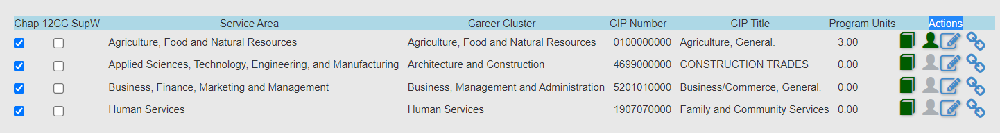 Chap 12CC SupW Service Area Career Cluster CIP Number CIP Title Program Units Actions
Agriculture, Food and Natural Resources Agriculture, Food and Natural Resources 0100000000 Agriculture, General. 3.00
Applied Sciences, Technology, Engineering, and Manufacturing Architecture and Construction 4699000000 CONSTRUCTION TRADES 0.00
Business, Finance, Marketing and Management Business, Management and Administration 5201010000 Business/Commerce, General. 0.00
Human Services Human Services 1907070000 Family and Community Services 0.00